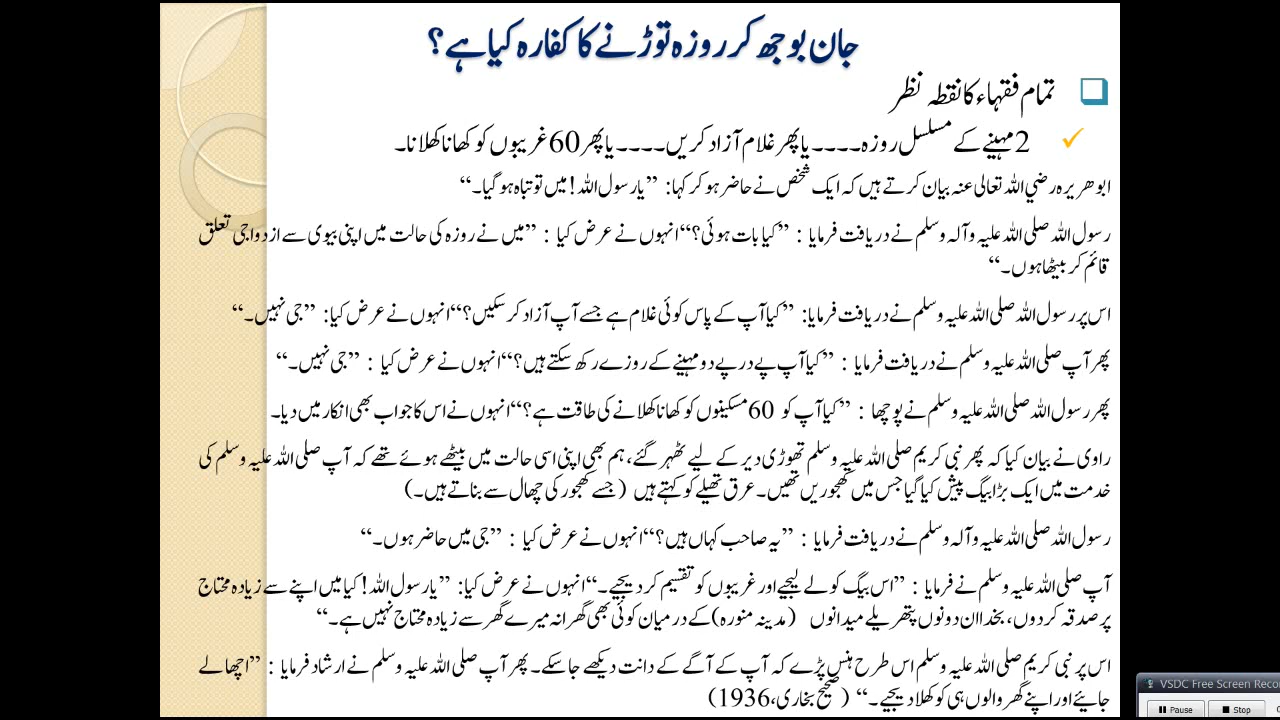 جان بوجھ کر روزہ توڑنے کا کفارہ کیا ہے؟
تمام فقہاء کا نقطہ نظر
2 مہینے کے مسلسل روزہ۔۔۔۔ یا پھر غلام آزاد کریں۔۔۔۔ یا پھر 60 غریبوں کو کھانا کھلانا۔
ابوھریرہ رضي اللہ تعالی عنہ بیان کرتے ہیں کہ ایک شخص نے حاضر ہو کر کہا: ”یا رسول اللہ! میں تو تباہ ہو گیا۔“
رسول اللہ صلی اللہ علیہ وآلہ وسلم نے دریافت فرمایا : ”کیا بات ہوئی؟“ انہوں نے عرض کیا : ”میں نے روزہ کی حالت میں اپنی بیوی سے ازدواجی تعلق
قائم کر بیٹھا ہوں۔“
اس پر رسول اللہ صلی اللہ علیہ وسلم نے دریافت فرمایا: ”کیا آپ کے پاس کوئی غلام ہے جسے آپ آزاد کر سکیں؟“ انہوں نے عرض کیا: ”جی نہیں۔“
پھر آپ صلی اللہ علیہ وسلم نے دریافت فرمایا : ”کیا آپ پے در پے دو مہینے کے روزے رکھ سکتے ہیں؟“ انہوں نے عرض کیا : ”جی نہیں۔“
پھر رسول اللہ صلی اللہ علیہ وسلم نے پوچھا : ”کیا آپ کو 60 مسکینوں کو کھانا کھلانے کی طاقت ہے؟“ انہوں نے اس کا جواب بھی انکار میں دیا۔
راوی نے بیان کیا کہ پھر نبی کریم صلی اللہ علیہ وسلم تھوڑی دیر کے لیے ٹھہر گئے، ہم بھی اپنی اسی حالت میں بیٹھے ہوئے تھے کہ آپ صلی اللہ علیہ وسلم کی
خدمت میں ایک بڑا بیگ پیش کیا گیا جس میں کھجوریں تھیں۔ عرق تھیلے کو کہتے ہیں (جسے کھجور کی چھال سے بناتے ہیں۔)
رسول اللہ صلی اللہ علیہ وآلہ وسلم نے دریافت فرمایا : ”یہ صاحب کہاں ہیں؟“ انہوں نے عرض کیا : ”جی میں حاضر ہوں۔“
آپ صلی اللہ علیہ وسلم نے فرمایا : ”اس بیگ کو لے لیجیے اور غریبوں کو تقسیم کر دیجیے۔“ انہوں نے عرض کیا: ”یا رسول اللہ! کیا میں اپنے سے زیادہ محتاج
پر صدقہ کر دوں، بخدا ان دونوں پتھریلے میدانوں (مدینہ منورہ) کے درمیان کوئی بھی گھرانہ میرے گھر سے زیادہ محتاج نہیں ہے۔“
اس پر نبی کریم صلی اللہ علیہ وسلم اس طرح ہنس پڑے کہ آپ کے آگے کے دانت دیکھے جا سکے۔ پھر آپ صلی اللہ علیہ وسلم نے ارشاد فرمایا : ”اچھا لے
جائیے اور اپنے گھر والوں ہی کو کھلا دیجیے۔“ (صحیح بخاری، 1936)
VSDC Free Screen Reco
Pause Stop